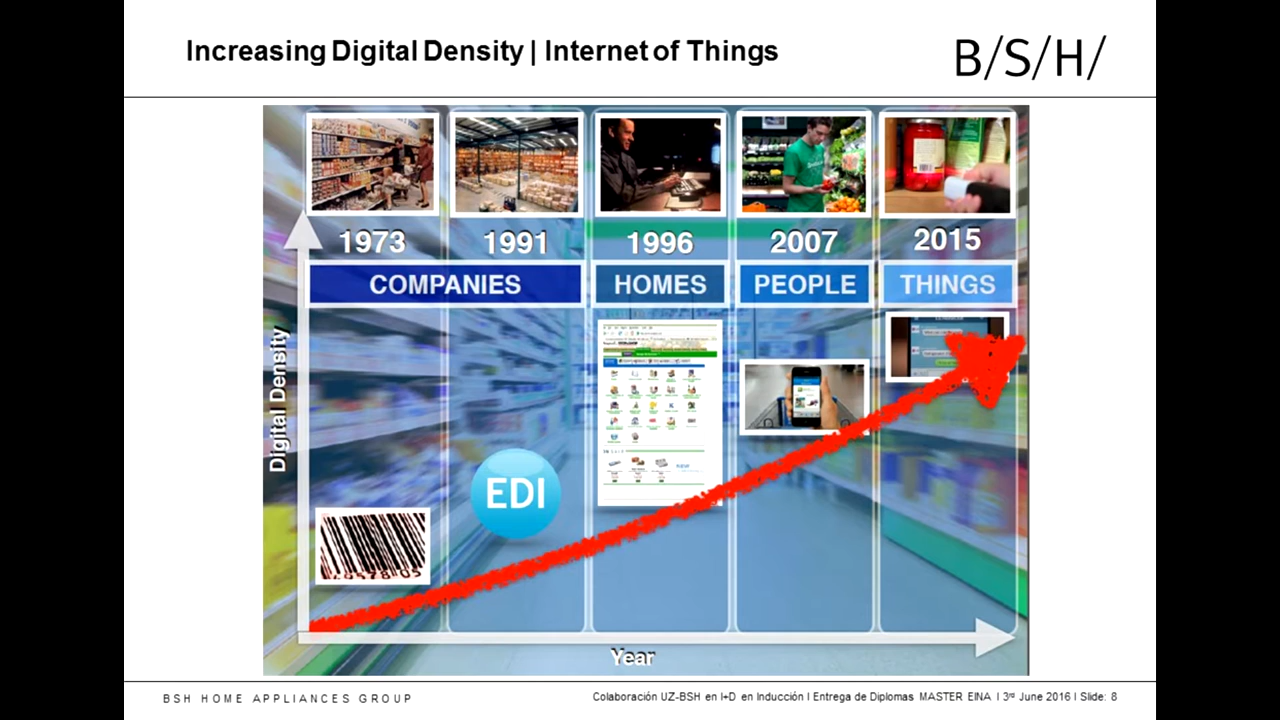 Increasing Digital Density | Internet of Things
B/S/H/
1973
1991
1996
2007
2015
COMPANIES
HOMES
PEOPLE
THINGS
Digital Density
EDI
Year
BSH HOME APPLIANCES GROUP
Colaboración UZ-BSH en I+D en Inducción I Entrega de Diplomas MASTER EINA I 3rd June 2016 I Slide: 8